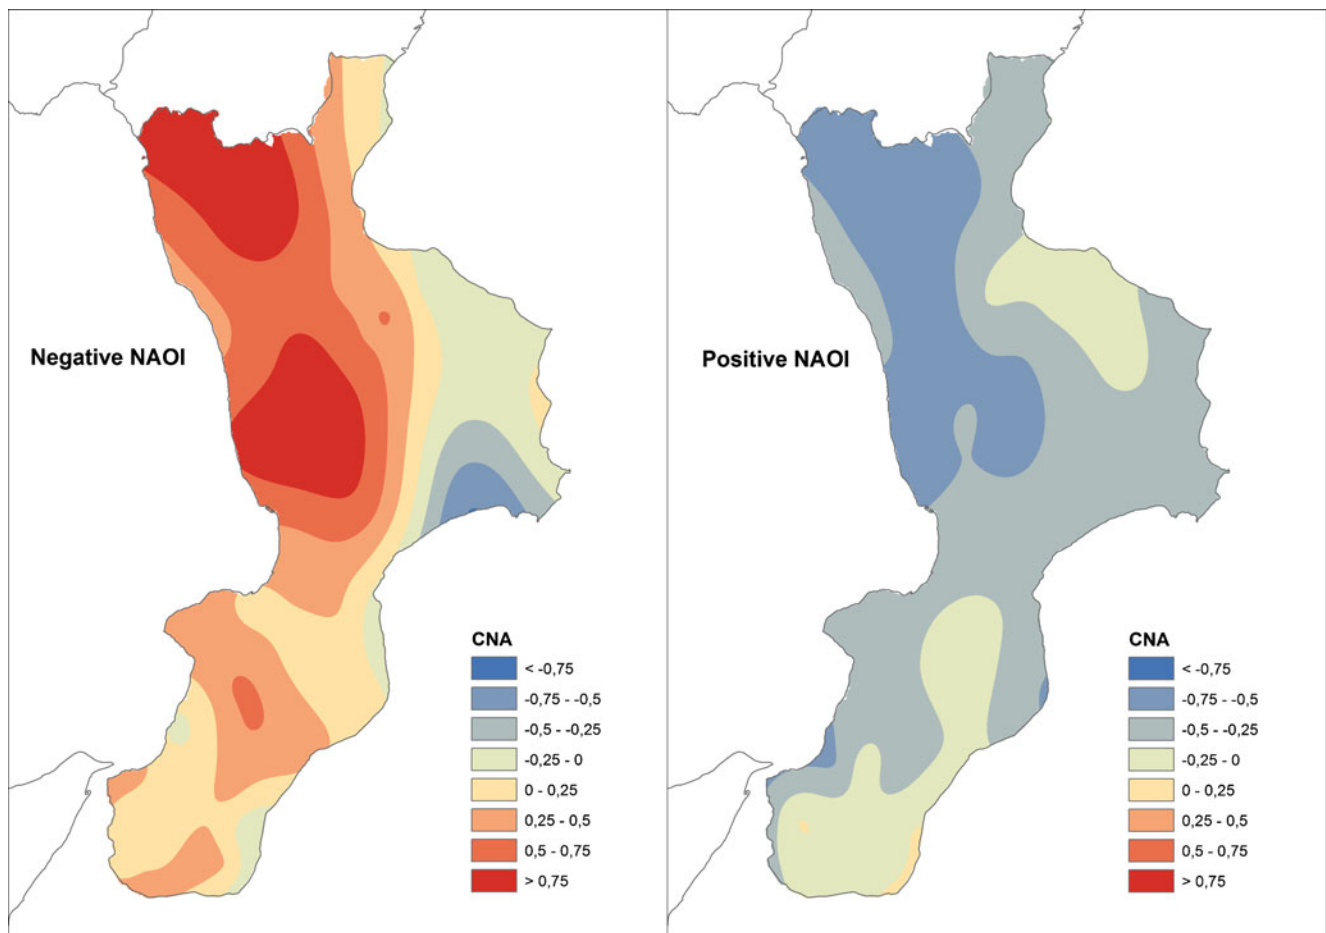 Negative NAOI
CNA
< -0,75
-0,75 - -0,5
-0,5 - -0,25
-0,25 - 0
0 - 0,25
0,25 - 0,5
0,5 - 0,75
> 0,75
Positive NAOI
CNA
< -0,75
-0,75 - -0,5
-0,5 - -0,25
-0,25 - 0
0 - 0,25
0,25 - 0,5
0,5 - 0,75
> 0,75